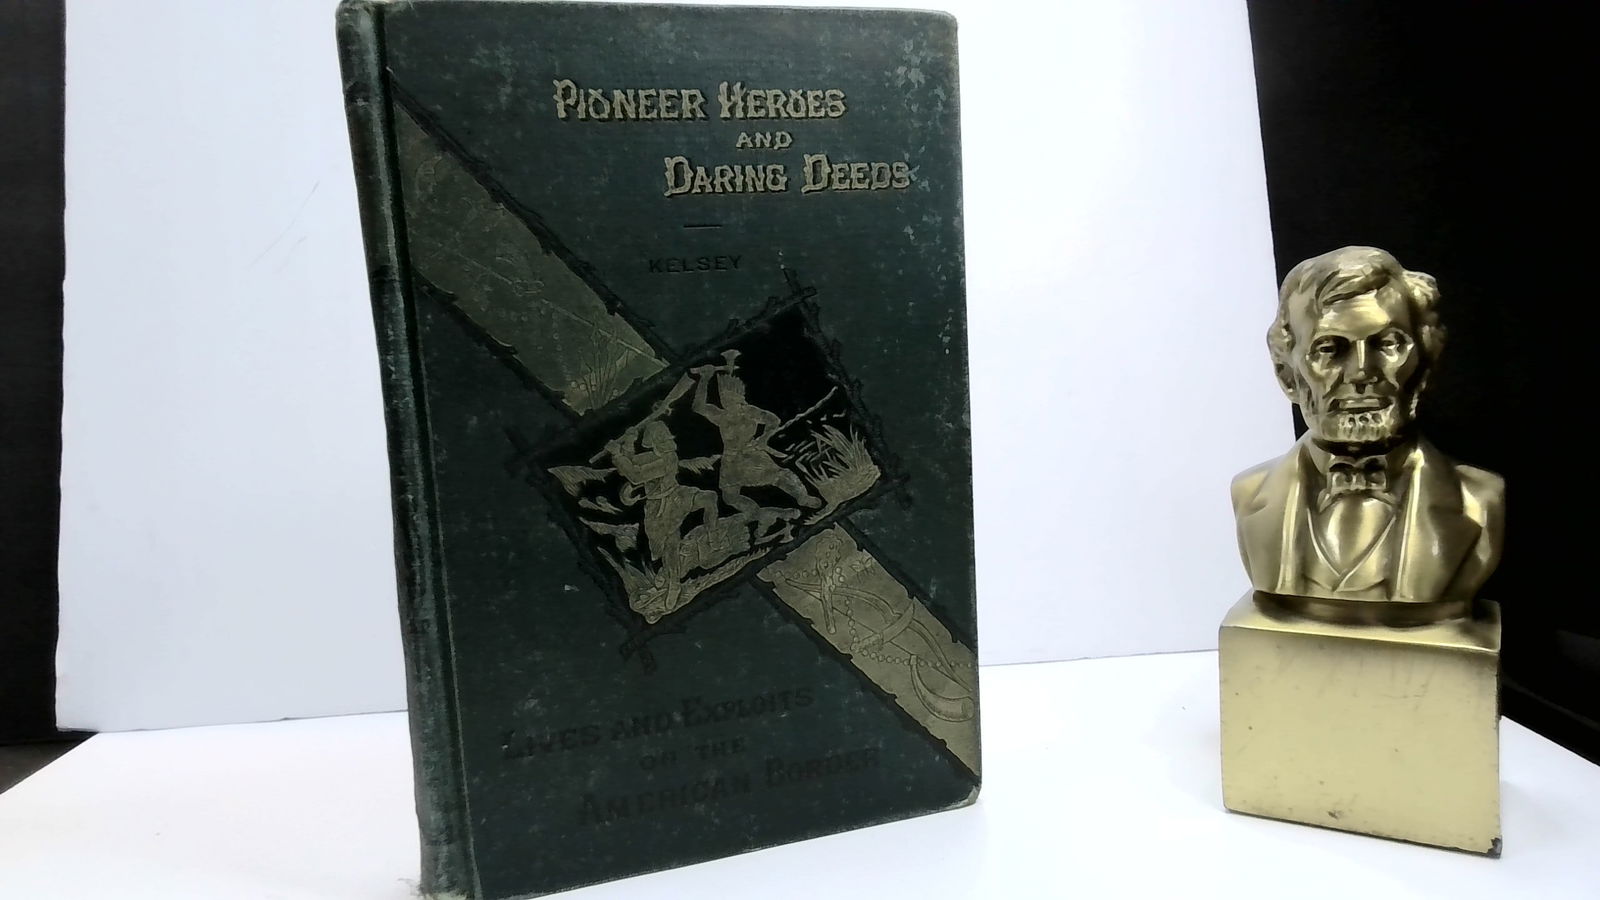 PIONEER HEROES
AND
DARING DEEDS
KELSEY
LIVES AND EXPLOITS
ON THE
AMERICAN BORDER